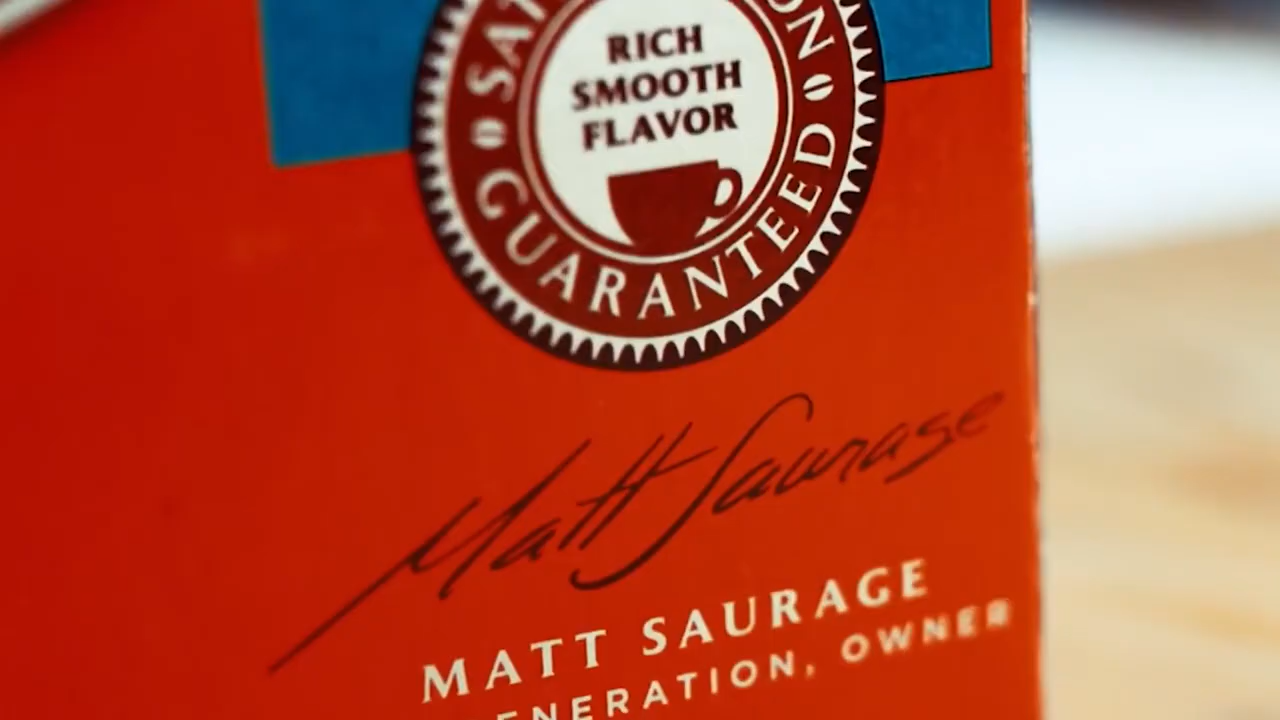 RICH
SMOOTH
FLAVOR
GUARANTEED
Matt Saurage
MATT SAURAGE
OWNER